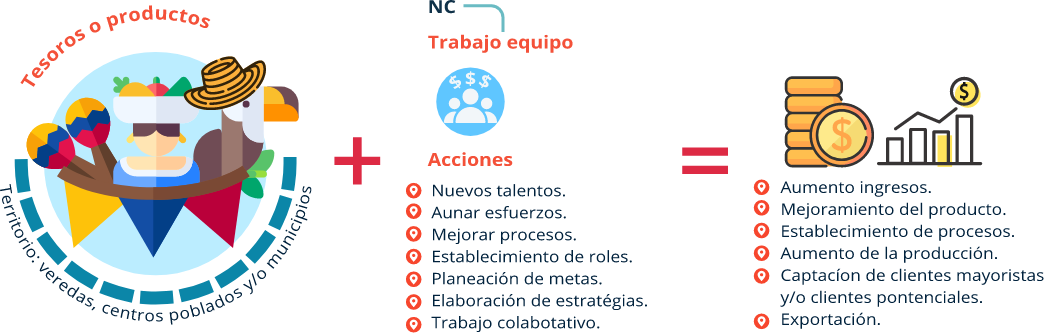 Tesoros o productos
Territorio: veredas, centros poblados y/o municipios
NC
Trabajo equipo
$ $ $
Acciones
Nuevos talentos.
Aunar esfuerzos.
Mejorar procesos.
Establecimiento de roles.
Planeación de metas.
Elaboración de estratégias.
Trabajo colabotativo.
$
$
Aumento ingresos.
Mejoramiento del producto.
Establecimiento de procesos.
Aumento de la producción.
Captacíon de clientes mayoristas
y/o clientes pontenciales.
Exportación.